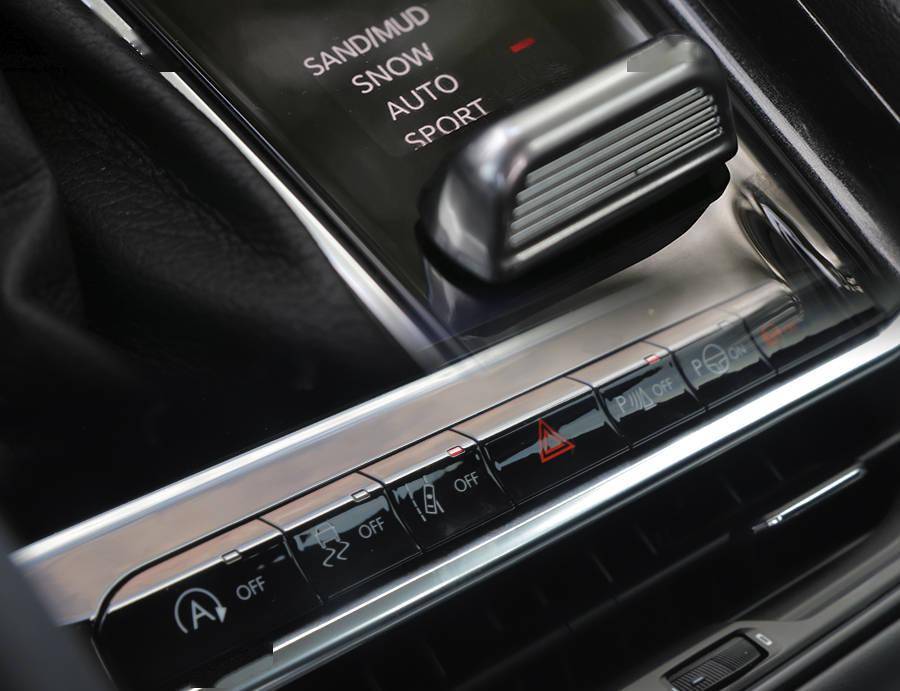 SAND/MUD
SNOW
AUTO
SPORT
A OFF
OFF
OFF
P OFF
P ON